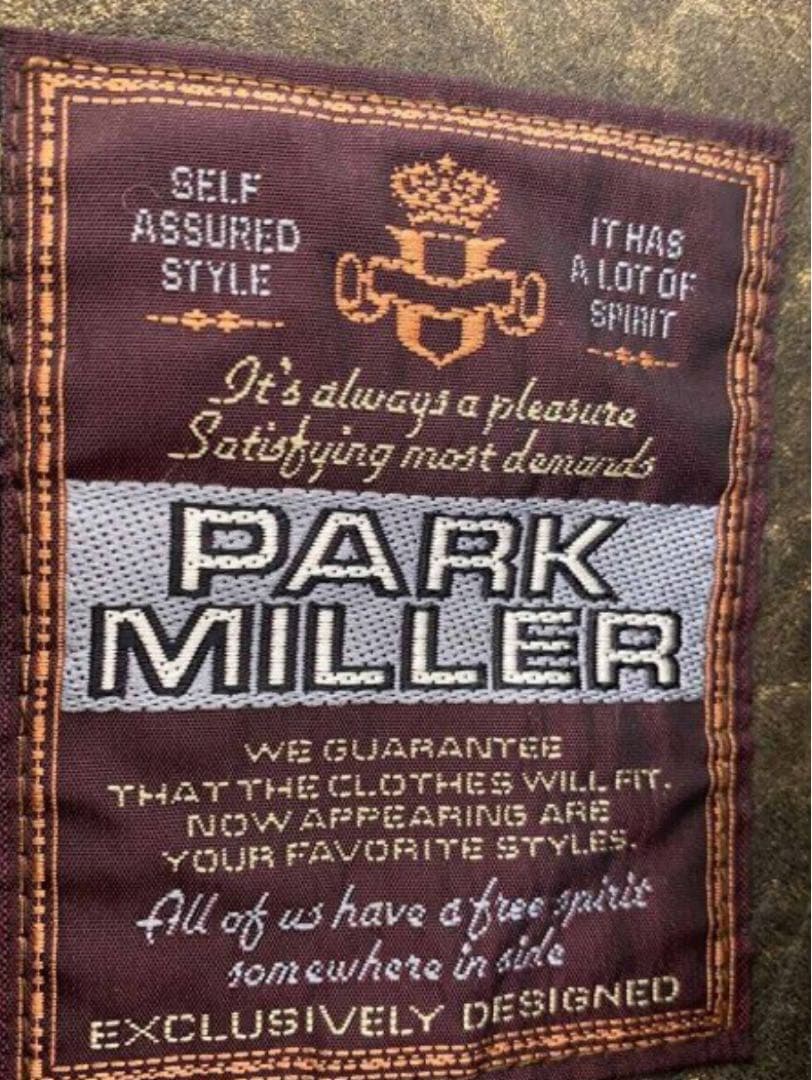 SELF
ASSURED
STYLE
IT HAS
A LOT OF
SPIRIT
It's always a pleasure
Satisfying most demands
PARK
MILLER
WE GUARANTEE
THAT THE CLOTHES WILL FIT.
NOW APPEARING ARE
YOUR FAVORITE STYLES.
All of us have a free spirit
somewhere in side
EXCLUSIVELY DESIGNED